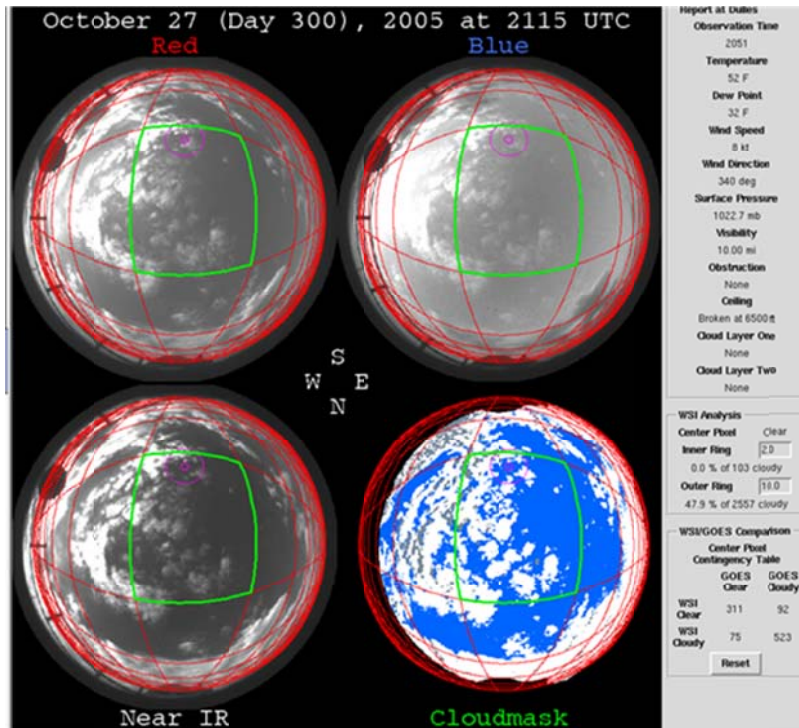 October 27 (Day 300), 2005 at 2115 UTC
Red
Blue
S
W E
N
Near IR
Cloudmask
Report at Dulles
Observation Time
2051
Temperature
52 F
Dew Point
32 F
Wind Speed
8 kt
Wind Direction
340 deg
Surface Pressure
1022.7 mb
Visibility
10.00 mi
Obstruction
None
Ceiling
Broken at 6500 ft
Cloud Layer One
None
Cloud Layer Two
None
WSI Analysis
Center Pixel Clear
Inner Ring 2.0
0.0 % of 103 cloudy
Outer Ring 10.0
47.9 % of 2557 cloudy
WSI/GOES Comparison
Center Pixel
Contingency Table
GOES GOES
Clear Cloudy
WSI
Clear 311 92
WSI
Cloudy 75 523
Reset